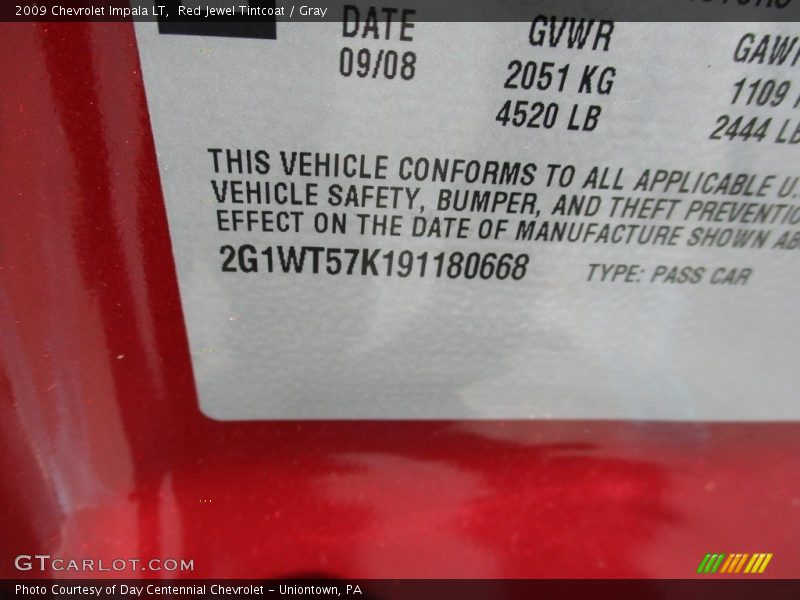 2009 Chevrolet Impala LT, Red Jewel Tintcoat / Gray
DATE GVWR
09/08 2051 KG 1109
4520 LB 2444
THIS VEHICLE CONFORMS TO ALL APPLICABLE U.
VEHICLE SAFETY, BUMPER, AND THEFT
EFFECT ON THE DATE OF MANUFACTURE SHOWN
2G1WT57K191180668 TYPE: PASS CAR
GTCARLOT.COM
Photo Courtesy of Day Centennial Chevrolet - Uniontown, PA